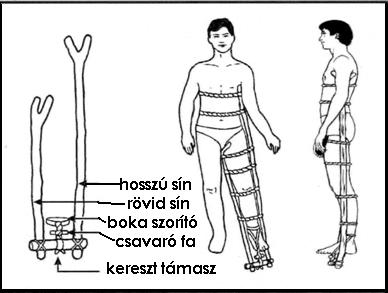 hosszú sín
rövid sín
boka szorító
csavaró fa
kereszt támasz